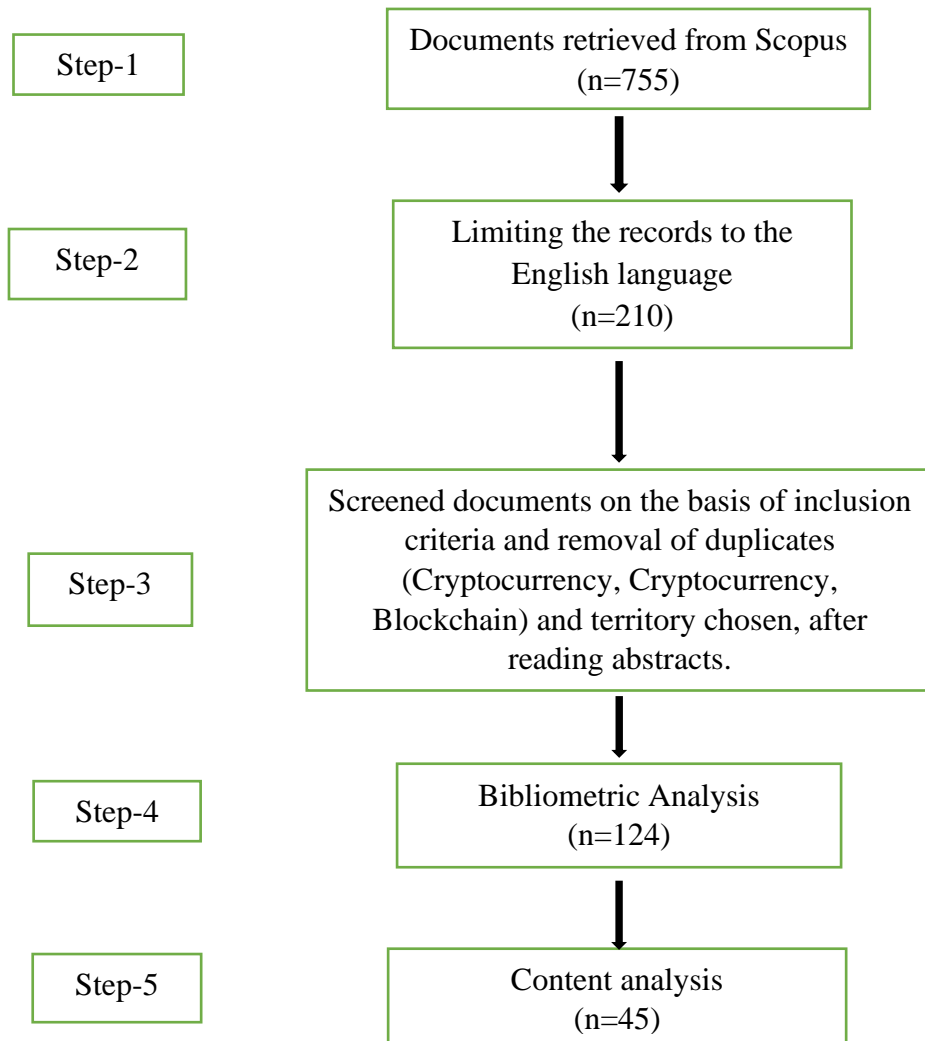 Step-1
Documents retrieved from Scopus
(n=755)
Step-2
Limiting the records to the
English language
(n=210)
Step-3
Screened documents on the basis of inclusion
criteria and removal of duplicates
(Cryptocurrency, Cryptocurrency,
Blockchain) and territory chosen, after
reading abstracts.
Step-4
Bibliometric Analysis
(n=124)
Step-5
Content analysis
(n=45)